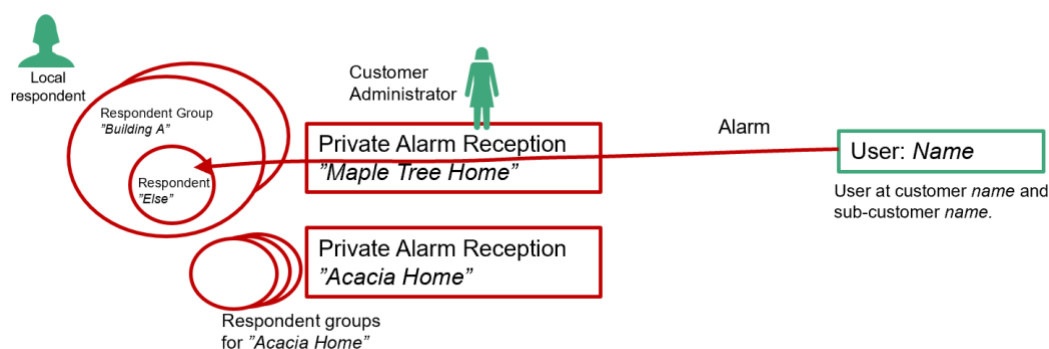 Local
respondent
Respondent Group
"Building A"
Respondent
"Else"
Customer
Administrator
Private Alarm Reception
"Maple Tree Home"
Alarm
User: Name
User at customer name and
sub-customer name.
Private Alarm Reception
"Acacia Home"
Respondent groups
for "Acacia Home"